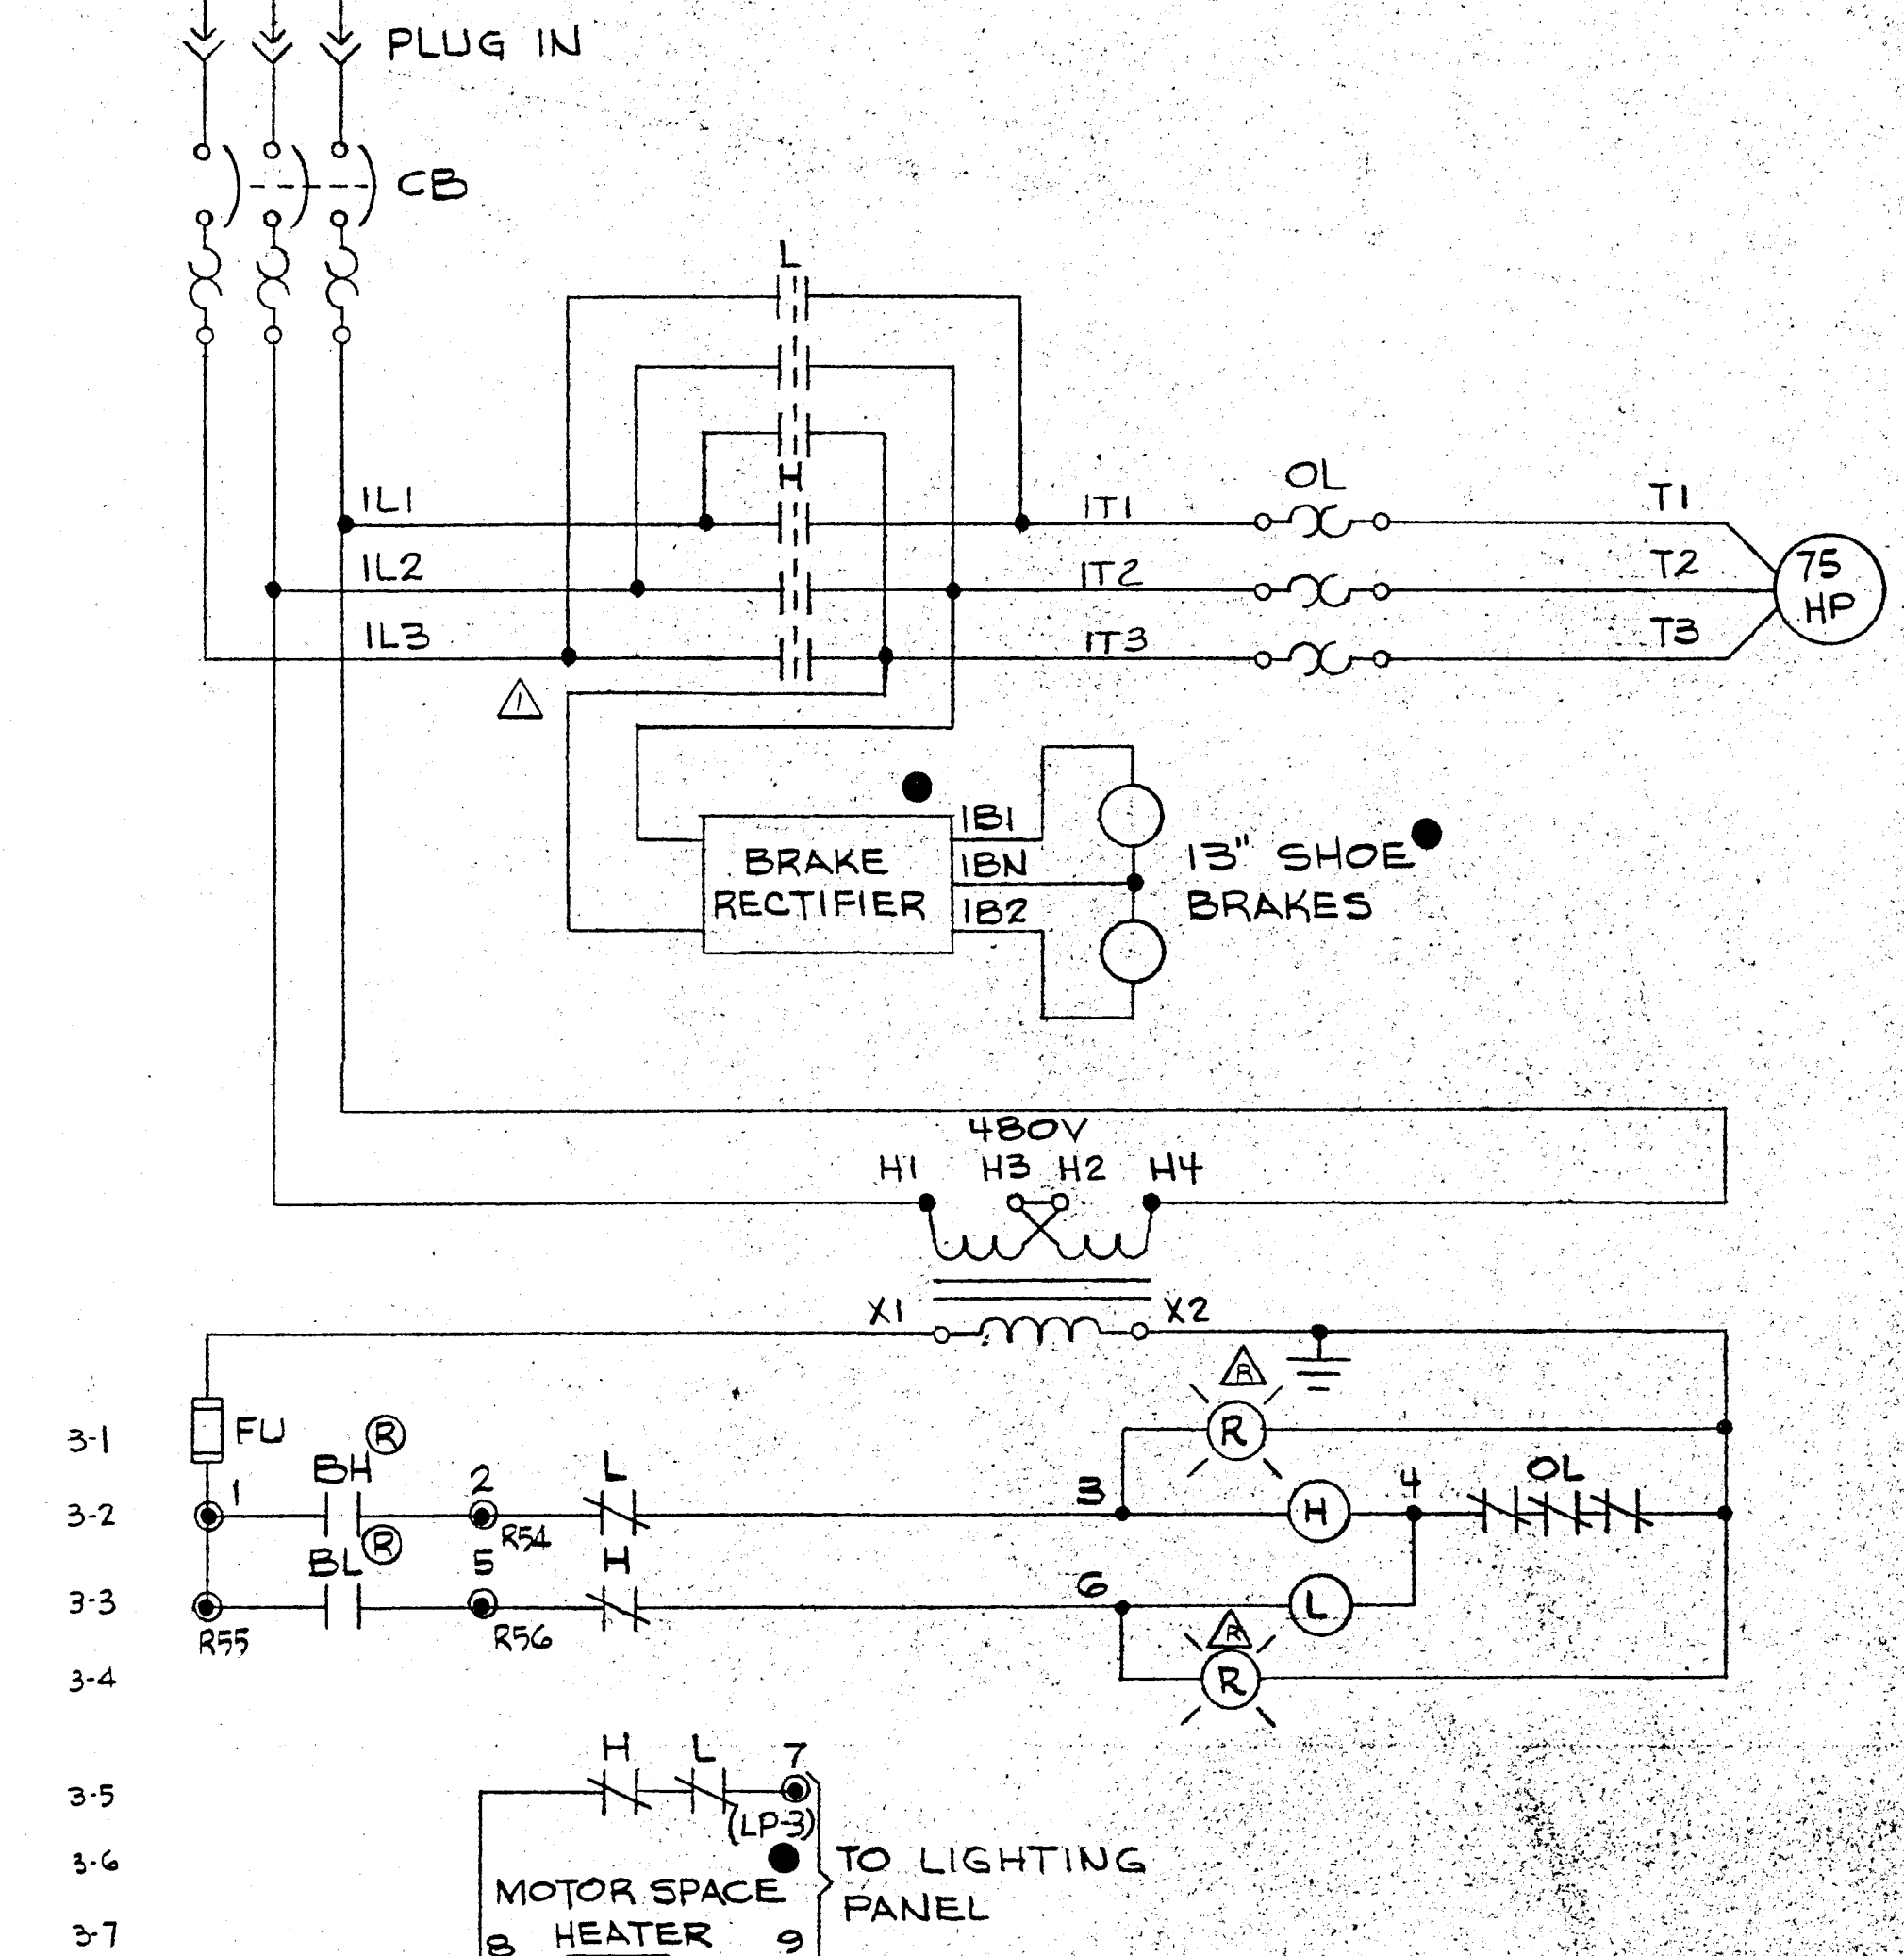 PLUG IN
CB
L
H
1L1
1L2
1L3
1T1
1T2
1T3
OL
T1
T2
T3
75
HP
1
BRAKE
RECTIFIER
1B1
1BN
1B2
13" SHOE
BRAKES
480V
H1 H3 H2 H4
X1 X2
R
3-1 FU R R
BH 2 L 3 4 OL
3-2 1 H
R54
R
BL 5 H 6
3-3 L
R55 R56
R
3-4 R
H L 7
3-5
(LP-3)
3-6 TO LIGHTING
MOTOR SPACE PANEL
3-7 8 HEATER 9